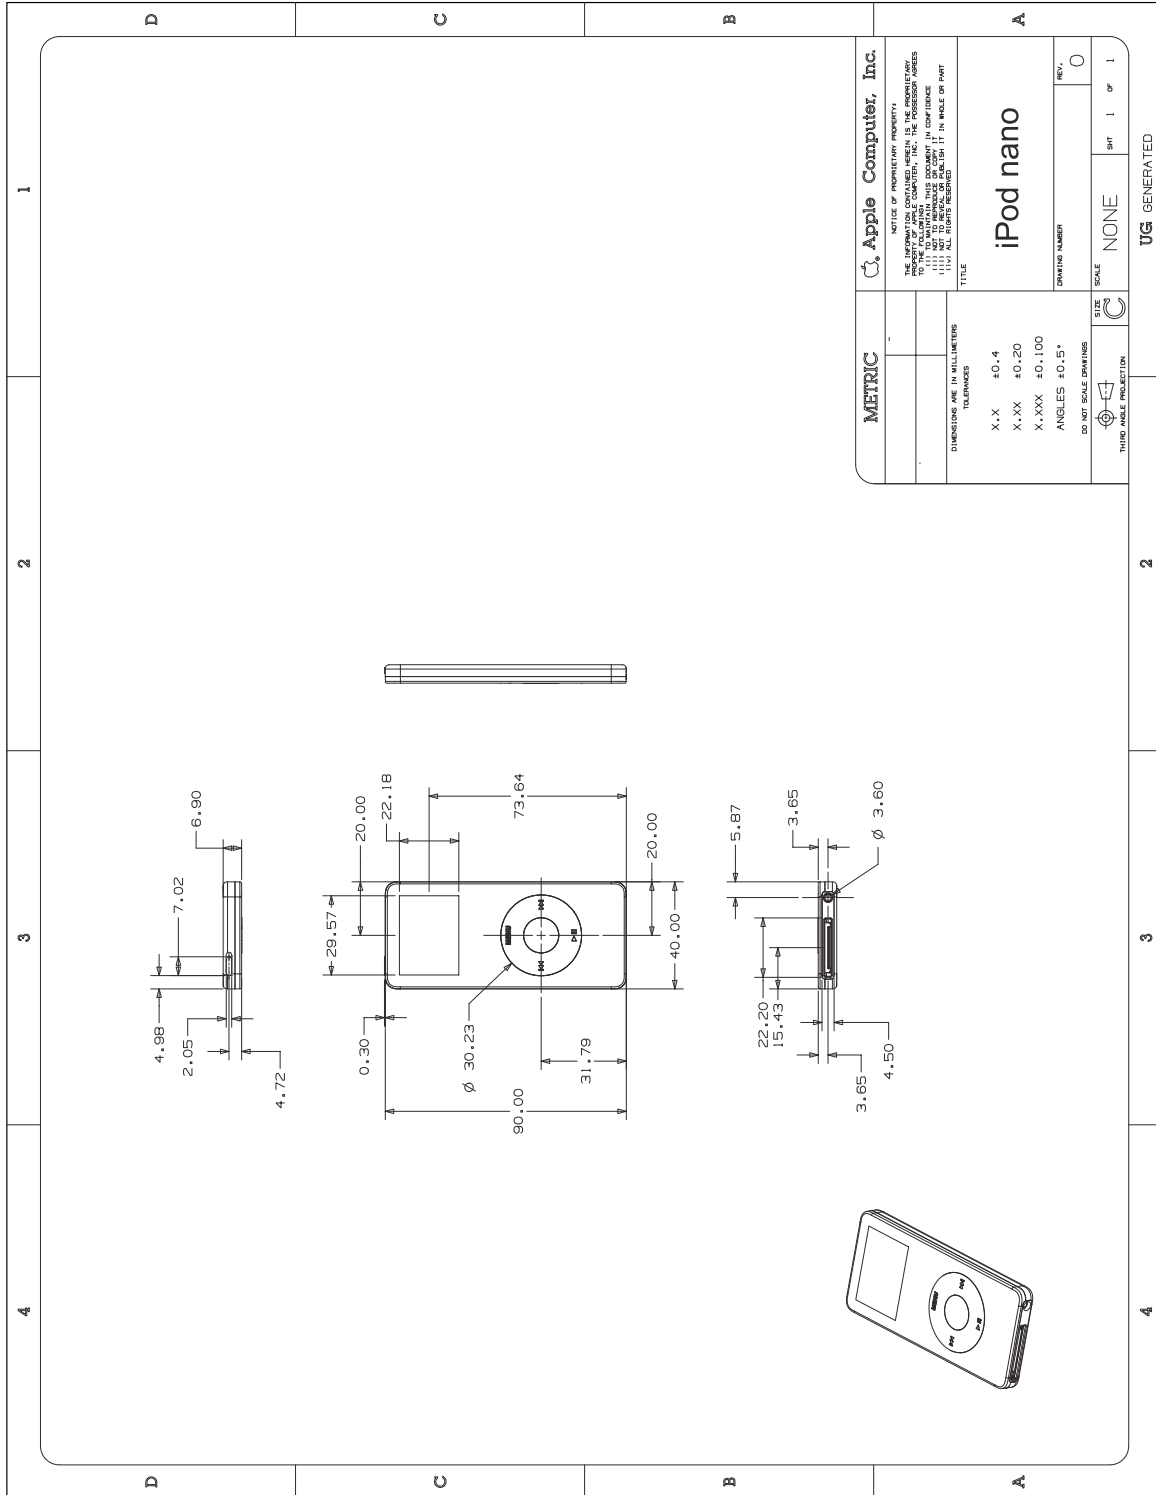 4
3
2
1
D
D
6.90
7.02
4.98
2.05
4.72
C
C
20.00
22.18
29.57
73.64
0.30
MENU
Ø 30.23
31.79
90.00
20.00
40.00
B
B
5.87
3.65
Ø 3.60
22.20
15.43
3.65
4.50
A
A
MENU
METRIC
Apple Computer, Inc.
NOTICE OF PROPRIETARY PROPERTY:
THE INFORMATION CONTAINED HEREIN IS THE PROPRIETARY
PROPERTY OF APPLE COMPUTER, INC. THE POSSESSOR AGREES
TO THE FOLLOWING:
(i) TO MAINTAIN THIS DOCUMENT IN CONFIDENCE
(ii) NOT TO REPRODUCE OR COPY IT
(iii) NOT TO REVEAL OR PUBLISH IT IN WHOLE OR PART
(iv) ALL RIGHTS RESERVED
DIMENSIONS ARE IN MILLIMETERS
TOLERANCES
X.X ±0.4
X.XX ±0.20
X.XXX ±0.100
ANGLES ±0.5°
DO NOT SCALE DRAWINGS
THIRD ANGLE PROJECTION
TITLE
iPod nano
DRAWING NUMBER
REV.
O
SIZE
C
SCALE
NONE
SHT 1 OF 1
4
3
2
UG GENERATED